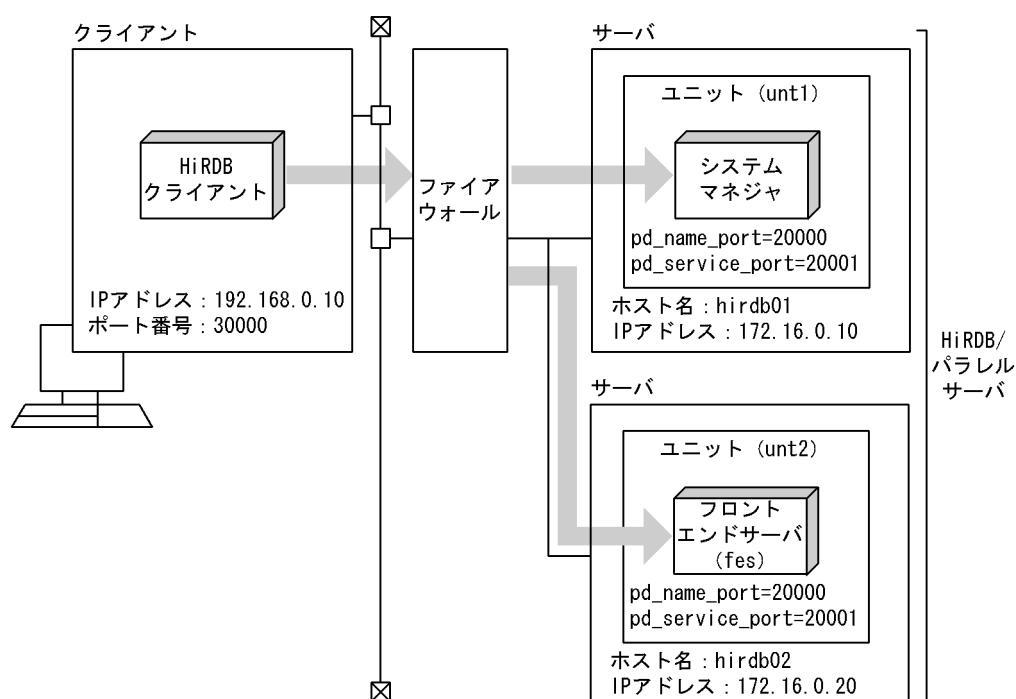 クライアント
HiRDB
クライアント
IPアドレス：192.168.0.10
ポート番号：30000
ファイア
ウォール
サーバ
ユニット（unt1）
システム
マネジャ
pd_name_port=20000
pd_service_port=20001
ホスト名：hirdb01
IPアドレス：172.16.0.10
サーバ
ユニット（unt2）
フロント
エンドサーバ
(fes)
pd_name_port=20000
pd_service_port=20001
ホスト名：hirdb02
IPアドレス：172.16.0.20
HiRDB/
パラレル
サーバ